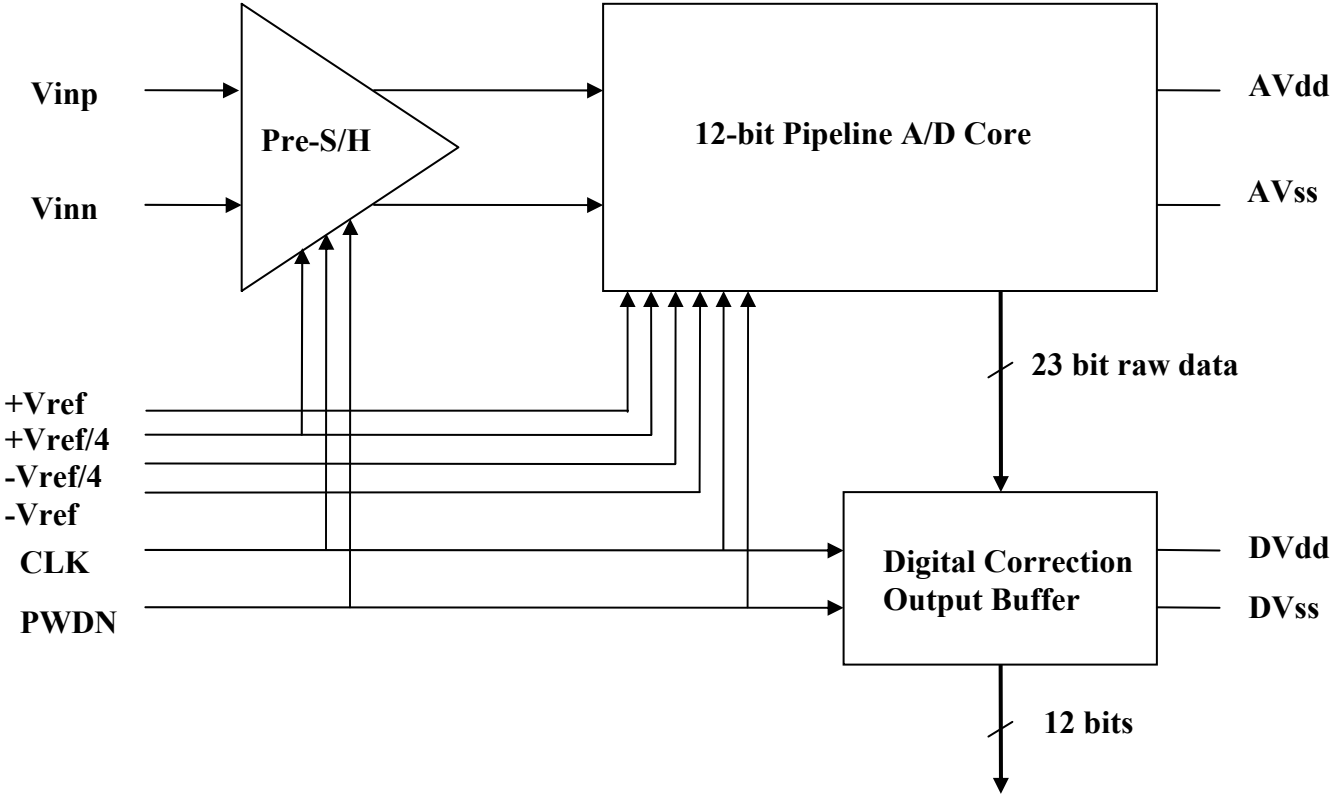 Vinp
Pre-S/H
Vinn
12-bit Pipeline A/D Core
AVdd
AVss
23 bit raw data
+Vref
+Vref/4
-Vref/4
-Vref
CLK
PWDN
Digital Correction
Output Buffer
DVdd
DVss
12 bits